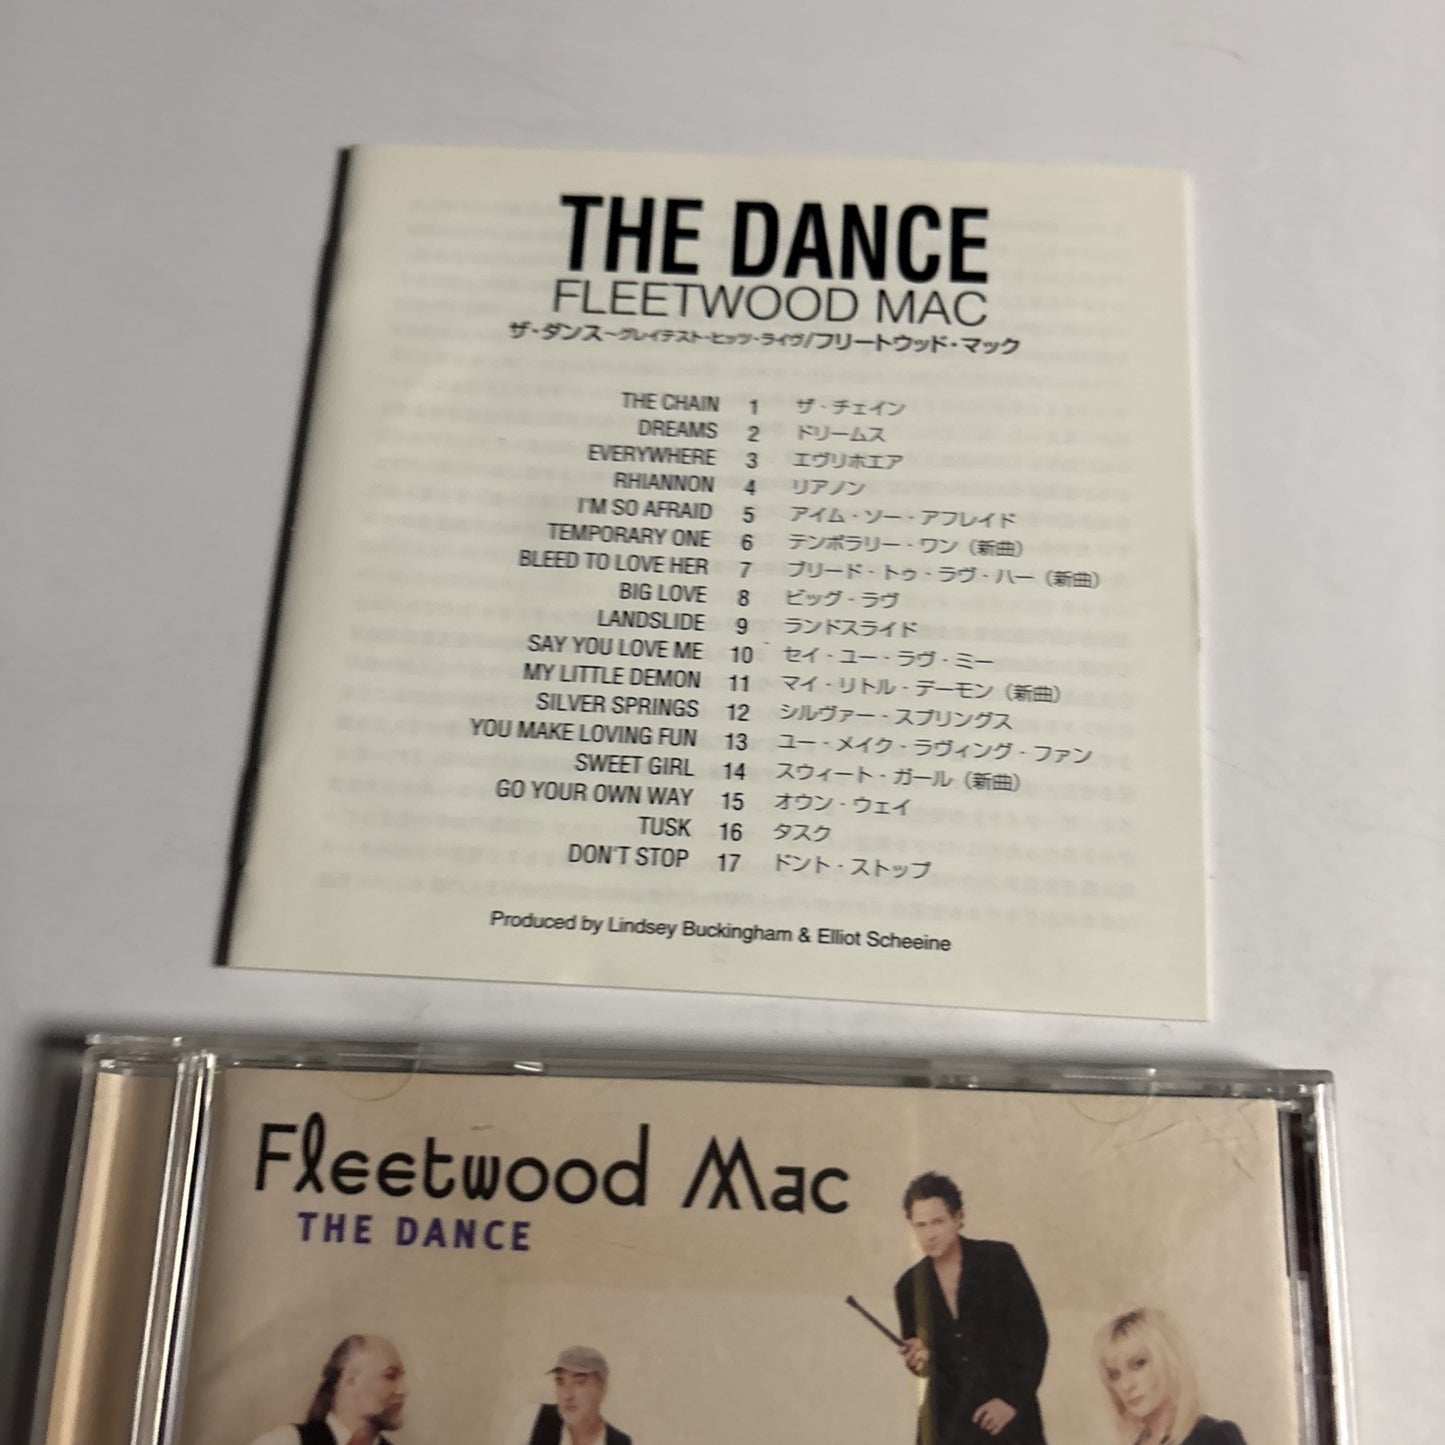 THE DANCE
FLEETWOOD MAC
ザ・ダンス~グレイテスト・ヒッツ・ライヴ/フリートウッド・マック
THE CHAIN 1 ザ・チェイン
DREAMS 2 ドリームス
EVERYWHERE 3 エヴリホエア
RHIANNON 4 リアノン
I'M SO AFRAID 5 アイム・ソー・アフレイド
TEMPORARY ONE 6 テンポラリー・ワン（新曲）
BLEED TO LOVE HER 7 ブリード・トゥ・ラヴ・ハー（新曲）
BIG LOVE 8 ビッグ・ラヴ
LANDSLIDE 9 ランドスライド
SAY YOU LOVE ME 10 セイ・ユー・ラヴ・ミー
MY LITTLE DEMON 11 マイ・リトル・デーモン（新曲）
SILVER SPRINGS 12 シルヴァー・スプリングス
YOU MAKE LOVING FUN 13 ユー・メイク・ラヴィング・ファン
SWEET GIRL 14 スウィート・ガール（新曲）
GO YOUR OWN WAY 15 オウン・ウェイ
TUSK 16 タスク
DON'T STOP 17 ドント・ストップ
Produced by Lindsey Buckingham & Elliot Scheeine
Fleetwood Mac
THE DANCE